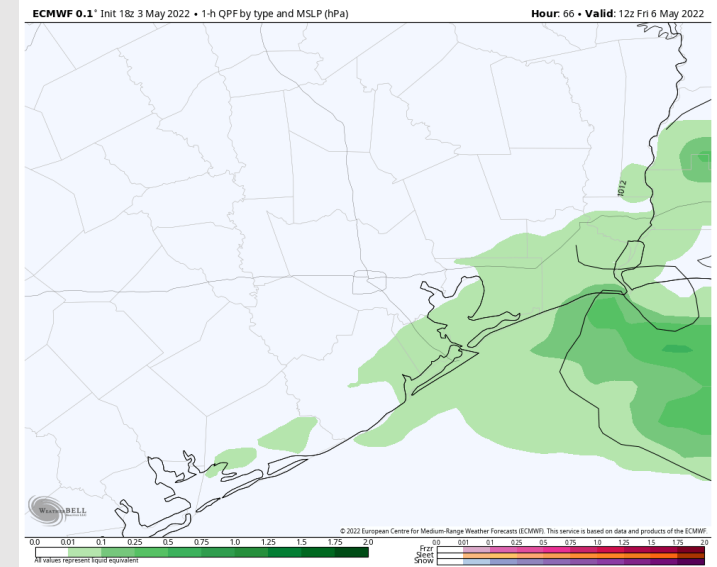 ECMWF 0.1° Init 18z 3 May 2022 • 1-h QPF by type and MSLP (hPa)
Hour: 66 • Valid: 12z Fri 6 May 2022
1012
WEATHERBELL
© 2022 European Centre for Medium-Range Weather Forecasts (ECMWF). This service is based on data and products of the ECMWF.
0.0 0.01 0.1 0.25 0.5 0.75 1.0 1.25 1.5 1.75 2.0
All values represent liquid equivalent
0.0 0.01 0.1 0.25 0.5 0.75 1.0 1.25 1.5 1.75 2.0
Frzr
Sleet
Snow